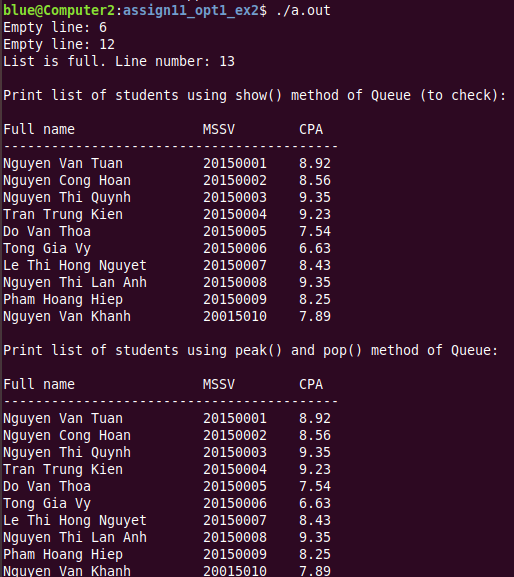 blue@Computer2:assign11_opt1_ex2$ ./a.out
Empty line: 6
Empty line: 12
List is full. Line number: 13
Print list of students using show() method of Queue (to check):
Full name MSSV CPA
------------------------------------------
Nguyen Van Tuan 20150001 8.92
Nguyen Cong Hoan 20150002 8.56
Nguyen Thi Quynh 20150003 9.35
Tran Trung Kien 20150004 9.23
Do Van Thoa 20150005 7.54
Tong Gia Vy 20150006 6.63
Le Thi Hong Nguyet 20150007 8.43
Nguyen Thi Lan Anh 20150008 9.35
Pham Hoang Hiep 20150009 8.25
Nguyen Van Khanh 20015010 7.89
Print list of students using peak() and pop() method of Queue:
Full name MSSV CPA
------------------------------------------
Nguyen Van Tuan 20150001 8.92
Nguyen Cong Hoan 20150002 8.56
Nguyen Thi Quynh 20150003 9.35
Tran Trung Kien 20150004 9.23
Do Van Thoa 20150005 7.54
Tong Gia Vy 20150006 6.63
Le Thi Hong Nguyet 20150007 8.43
Nguyen Thi Lan Anh 20150008 9.35
Pham Hoang Hiep 20150009 8.25
Nguyen Van Khanh 20015010 7.89